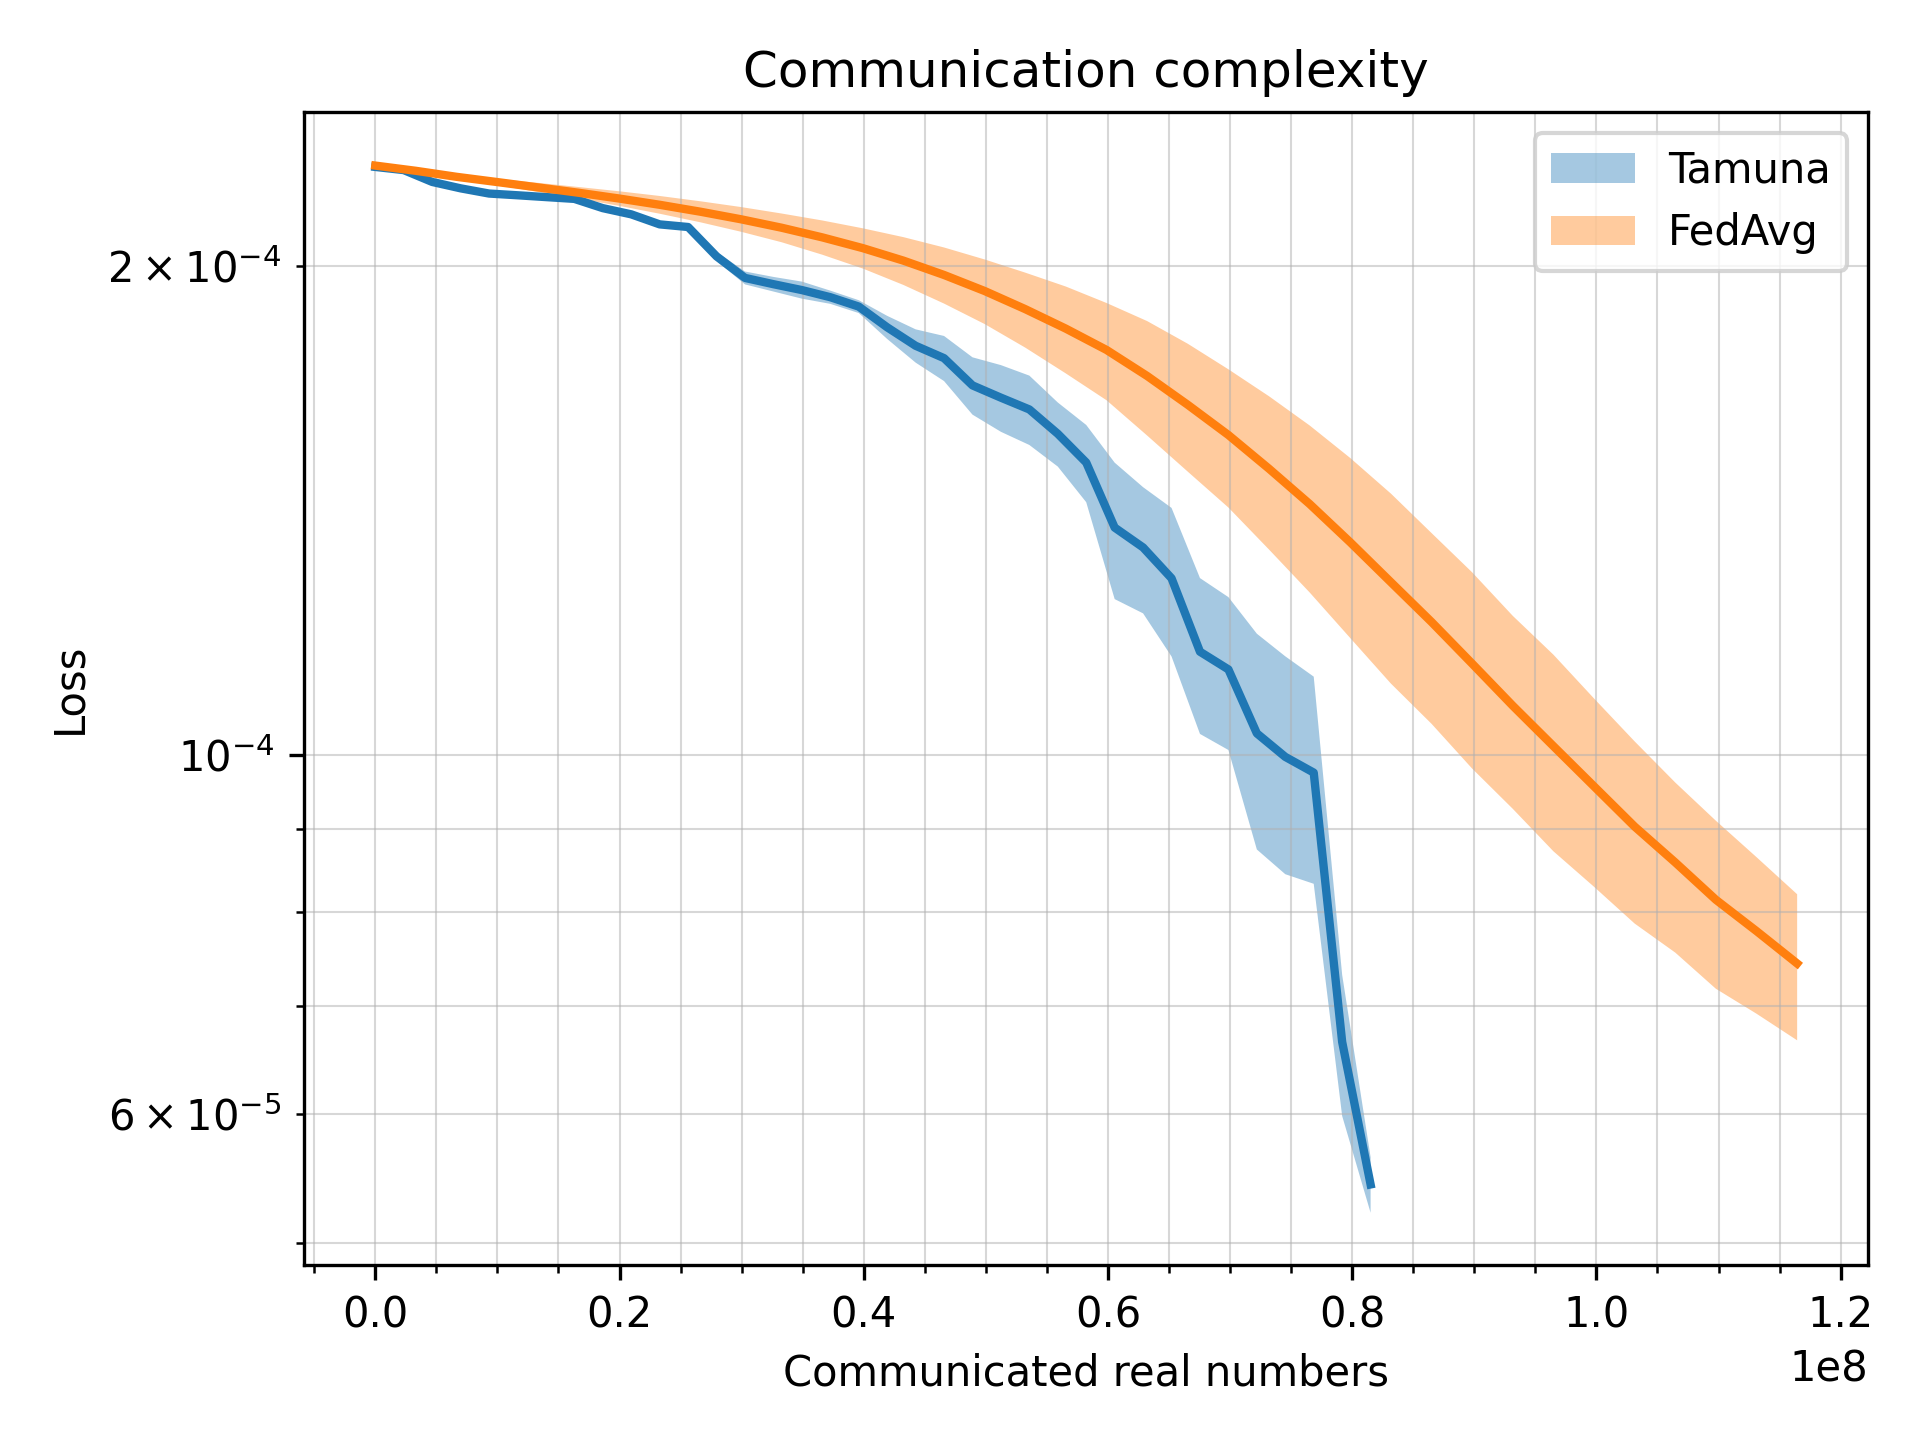 Communication complexity
Tamuna
FedAvg
2 × 10⁻⁴
10⁻⁴
6 × 10⁻⁵
Loss
0.0 0.2 0.4 0.6 0.8 1.0 1.2
1e8
Communicated real numbers